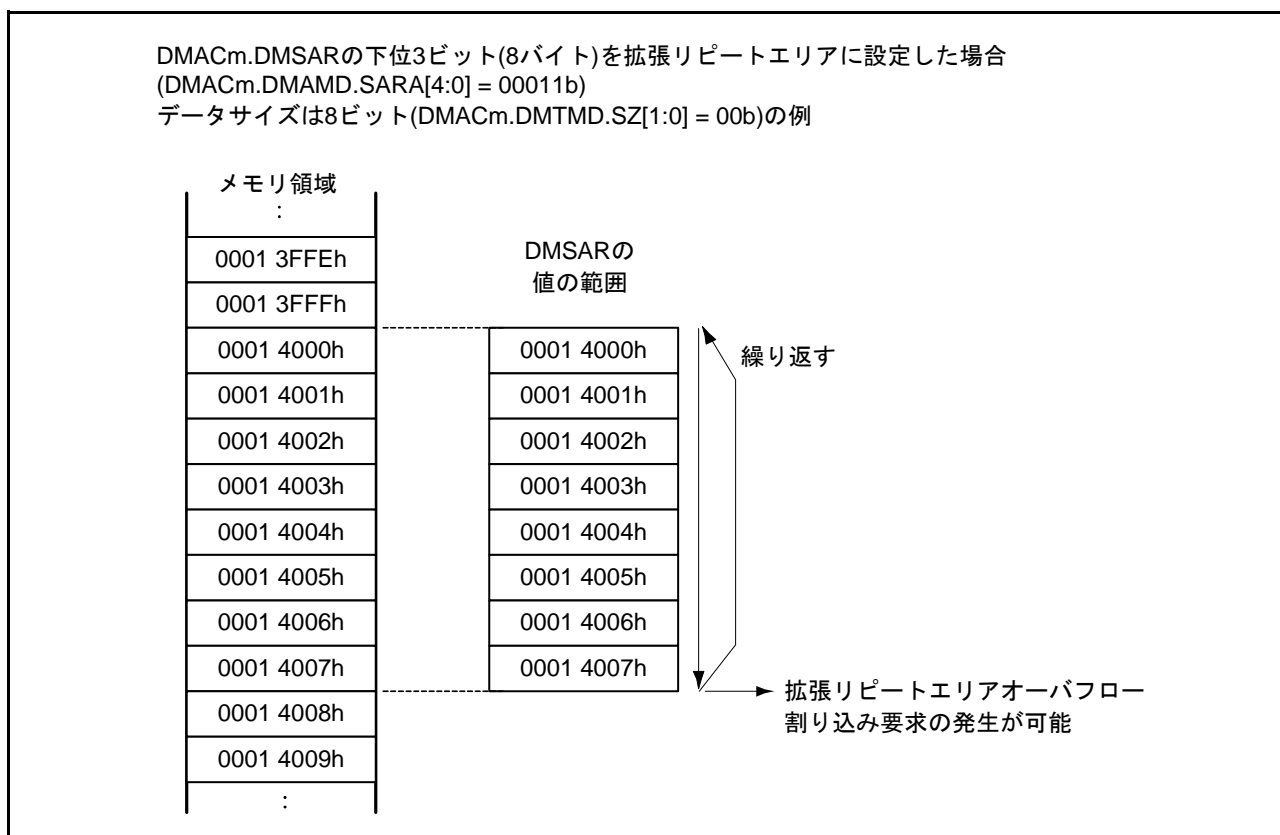 DMACm.DMSARの下位3ビット(8バイト)を拡張リピートエリアに設定した場合
(DMACm.DMAMD.SARA[4:0] = 00011b)
データサイズは8ビット(DMACm.DMTMD.SZ[1:0] = 00b)の例
メモリ領域
:
0001 3FFEh
0001 3FFFh
0001 4000h
0001 4001h
0001 4002h
0001 4003h
0001 4004h
0001 4005h
0001 4006h
0001 4007h
0001 4008h
0001 4009h
:
DMSARの
値の範囲
0001 4000h
0001 4001h
0001 4002h
0001 4003h
0001 4004h
0001 4005h
0001 4006h
0001 4007h
繰り返す
拡張リピートエリアオーバフロー
割り込み要求の発生が可能